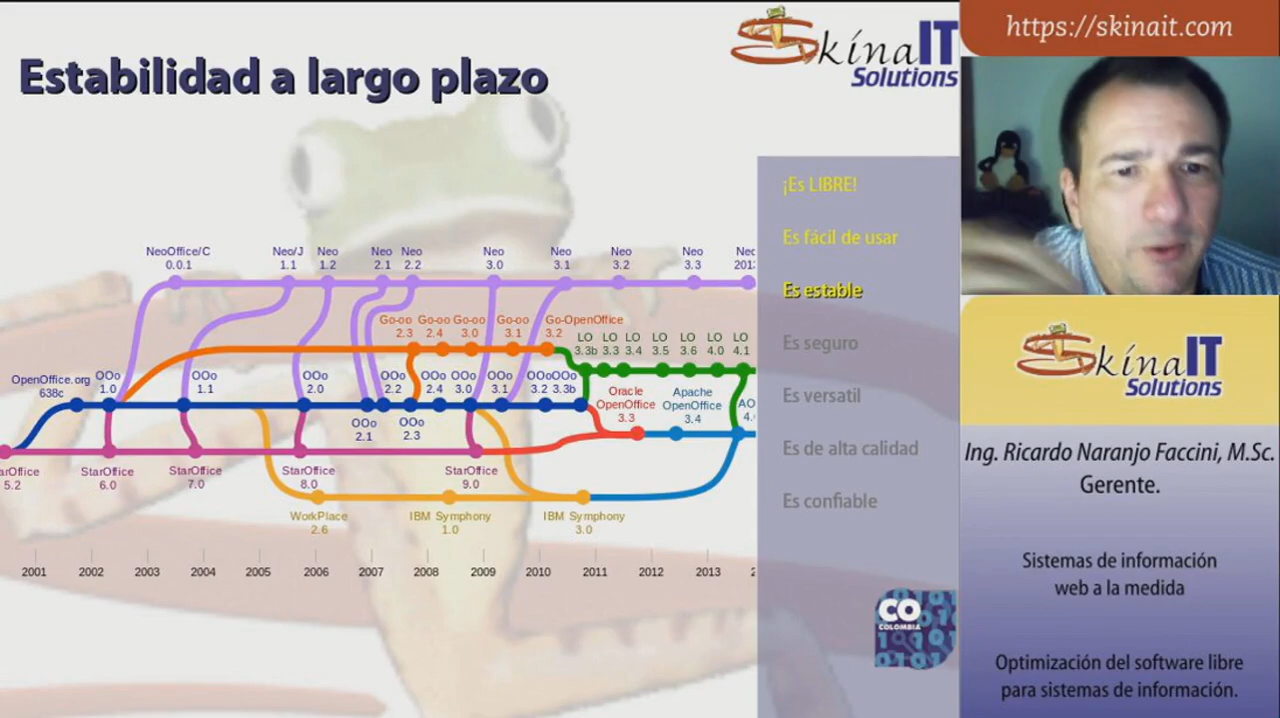 Estabilidad a largo plazo
Skína IT
Solutions
https://skinait.com
¡Es LIBRE!
Es fácil de usar
Es estable
Es seguro
Es versatil
Es de alta calidad
Es confiable
NeoOffice/C
0.0.1
Neo/J
1.1
Neo
1.2
Neo
2.1
Neo
2.2
Neo
3.0
Neo
3.1
Neo
3.2
Neo
3.3
Neo
201
Go-oo
2.3
Go-oo
2.4
Go-oo
3.0
Go-oo
3.1
Go-OpenOffice
3.2
LO
3.3b
LO
3.3
LO
3.4
LO
3.5
LO
3.6
LO
4.0
LO
4.1
OpenOffice.org
638c
OOo
1.0
OOo
1.1
OOo
2.0
OOo
2.1
OOo
2.2
OOo
2.3
OOo
2.4
OOo
3.0
OOo
3.1
OOo
3.2
OOo
3.3b
Oracle
OpenOffice
3.3
Apache
OpenOffice
3.4
AO
4.
arOffice
5.2
StarOffice
6.0
StarOffice
7.0
StarOffice
8.0
StarOffice
9.0
WorkPlace
2.6
IBM Symphony
1.0
IBM Symphony
3.0
2001 2002 2003 2004 2005 2006 2007 2008 2009 2010 2011 2012 2013
CO
COLOMBIA
Skína IT
Solutions
Ing. Ricardo Naranjo Faccini, M.Sc.
Gerente.
Sistemas de información
web a la medida
Optimización del software libre
para sistemas de información.